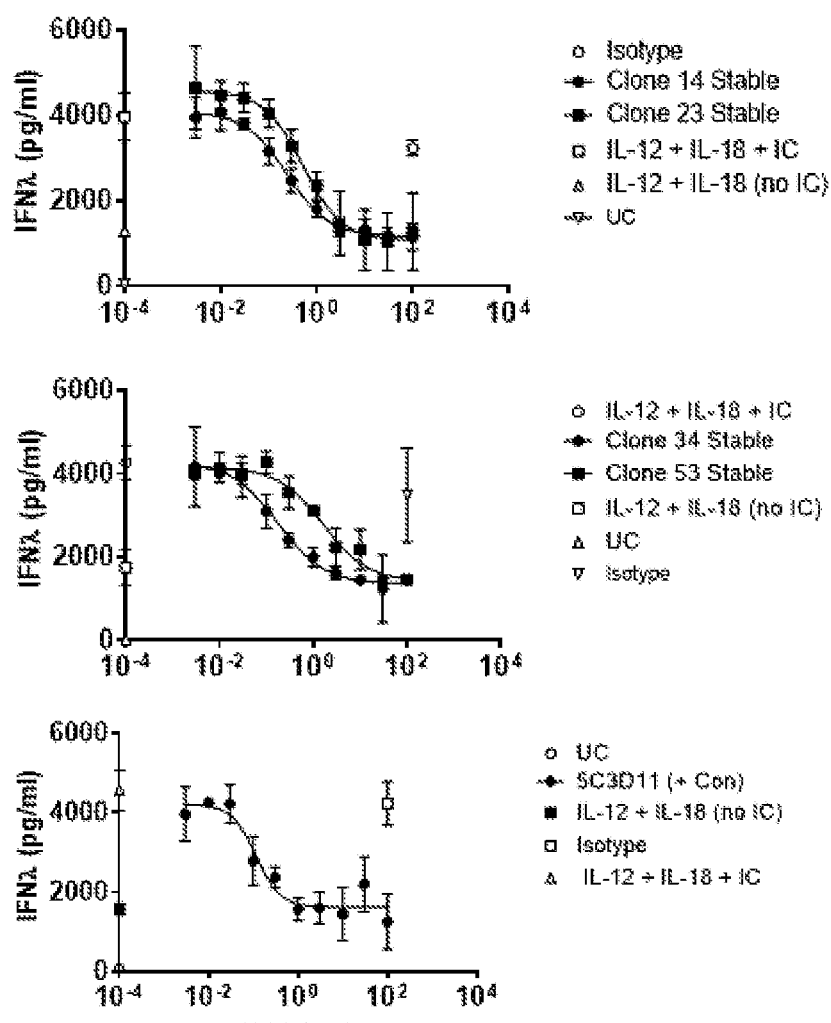 6000
4000
2000
0
IFNλ (pg/ml)
10-4 10-2 100 102 104
Isotype
Clone 14 Stable
Clone 23 Stable
IL-12 + IL-18 + IC
IL-12 + IL-18 (no IC)
UC
6000
4000
2000
0
IFNλ (pg/ml)
10-4 10-2 100 102 104
IL-12 + IL-18 + IC
Clone 34 Stable
Clone 53 Stable
IL-12 + IL-18 (no IC)
UC
Isotype
6000
4000
2000
0
IFNλ (pg/ml)
10-4 10-2 100 102 104
UC
5C3D11 (+ Con)
IL-12 + IL-18 (no IC)
Isotype
IL-12 + IL-18 + IC